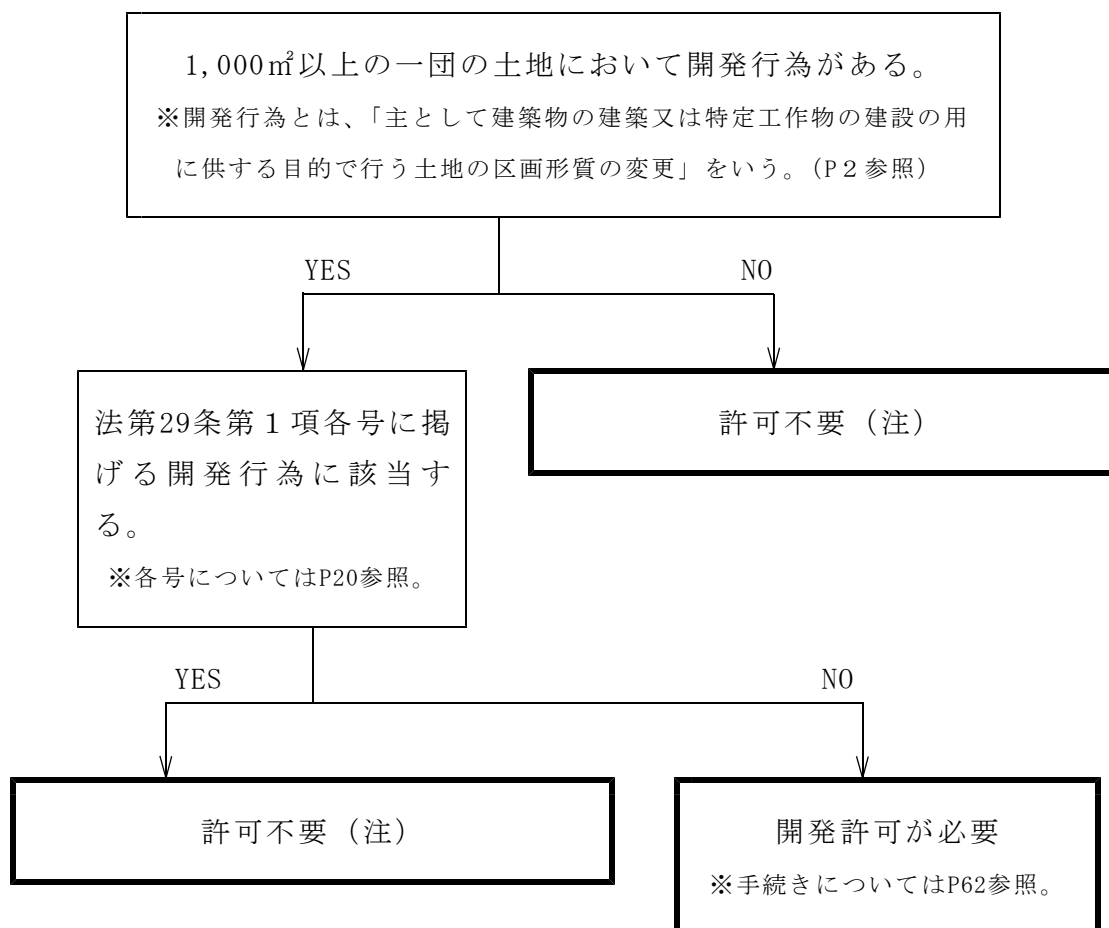 1,000㎡以上の一団の土地において開発行為がある。
※開発行為とは、「主として建築物の建築又は特定工作物の建設の用
に供する目的で行う土地の区画形質の変更」をいう。(P2参照)
YES
NO
法第29条第1項各号に掲
げる開発行為に該当す
る。
※各号についてはP20参照。
許可不要(注)
YES
NO
許可不要(注)
開発許可が必要
※手続きについてはP62参照。